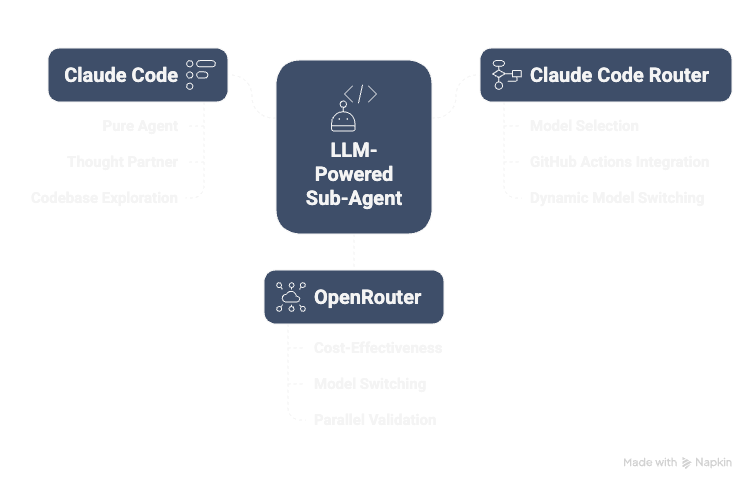 Claude Code
Pure Agent
Thought Partner
Codebase Exploration
</>
LLM-
Powered
Sub-Agent
Claude Code Router
Model Selection
GitHub Actions Integration
Dynamic Model Switching
OpenRouter
Cost-Effectiveness
Model Switching
Parallel Validation
Made with Napkin